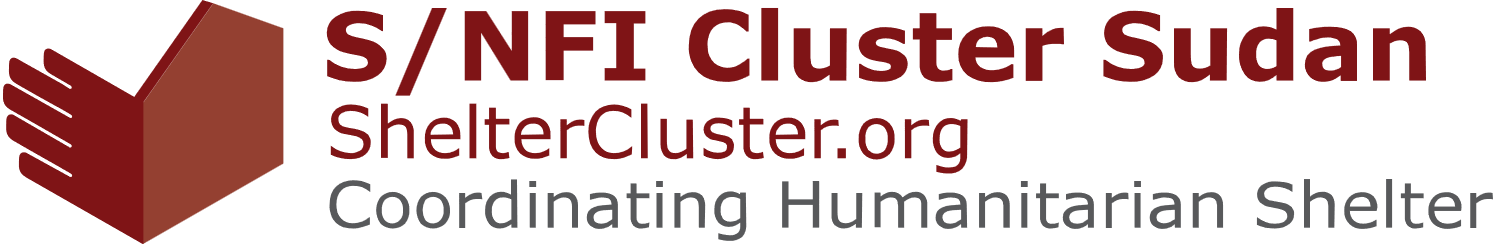 S/NFI Cluster Sudan
ShelterCluster.org
Coordinating Humanitarian Shelter